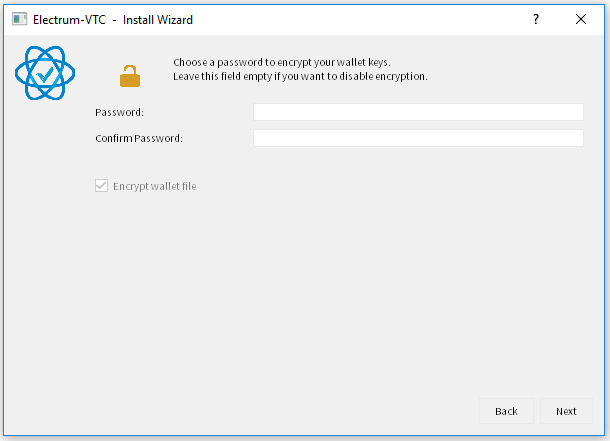 Electrum-VTC - Install Wizard
?
Choose a password to encrypt your wallet keys.
Leave this field empty if you want to disable encryption.
Password:
Confirm Password:
Encrypt wallet file
Back
Next